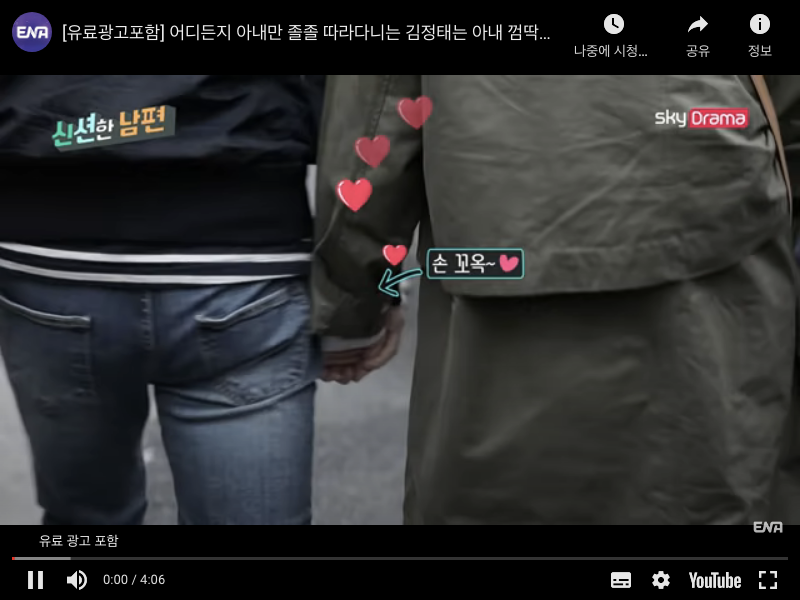 ENA
[유료광고포함] 어디든지 아내만 졸졸 따라다니는 김정태는 아내 껌딱...
나중에 시청...
공유
정보
신션한 남편
sky Drama
손 꼬옥~
ENA
유료 광고 포함
0:00 / 4:06
YouTube